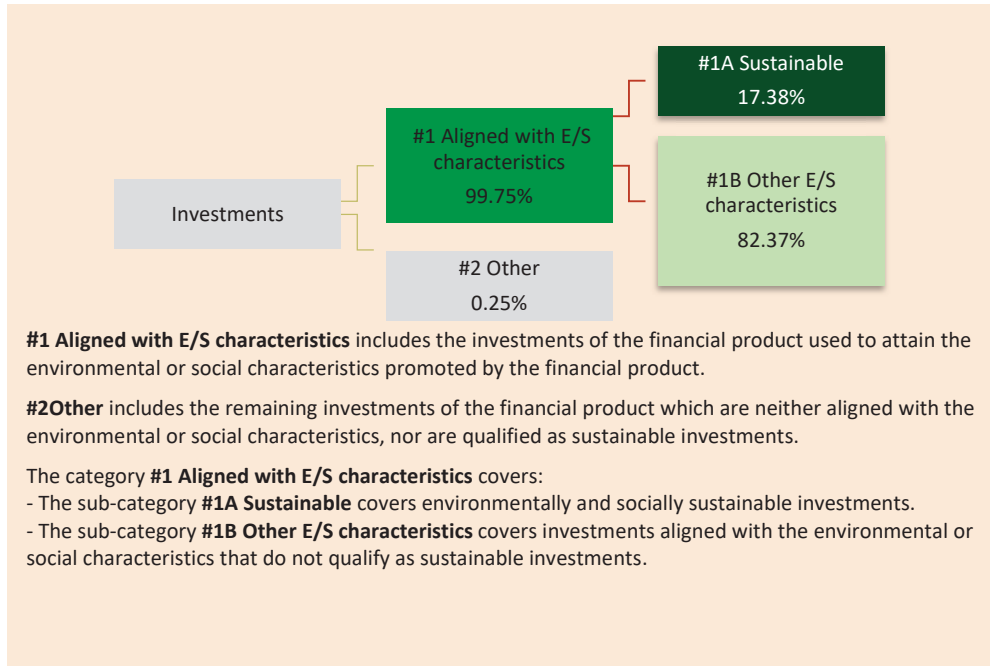 #1A Sustainable
17.38%
#1 Aligned with E/S
characteristics
99.75%
#1B Other E/S
characteristics
82.37%
Investments
#2 Other
0.25%
#1 Aligned with E/S characteristics includes the investments of the financial product used to attain the
environmental or social characteristics promoted by the financial product.
#2Other includes the remaining investments of the financial product which are neither aligned with the
environmental or social characteristics, nor are qualified as sustainable investments.
The category #1 Aligned with E/S characteristics covers:
- The sub-category #1A Sustainable covers environmentally and socially sustainable investments.
- The sub-category #1B Other E/S characteristics covers investments aligned with the environmental or
social characteristics that do not qualify as sustainable investments.